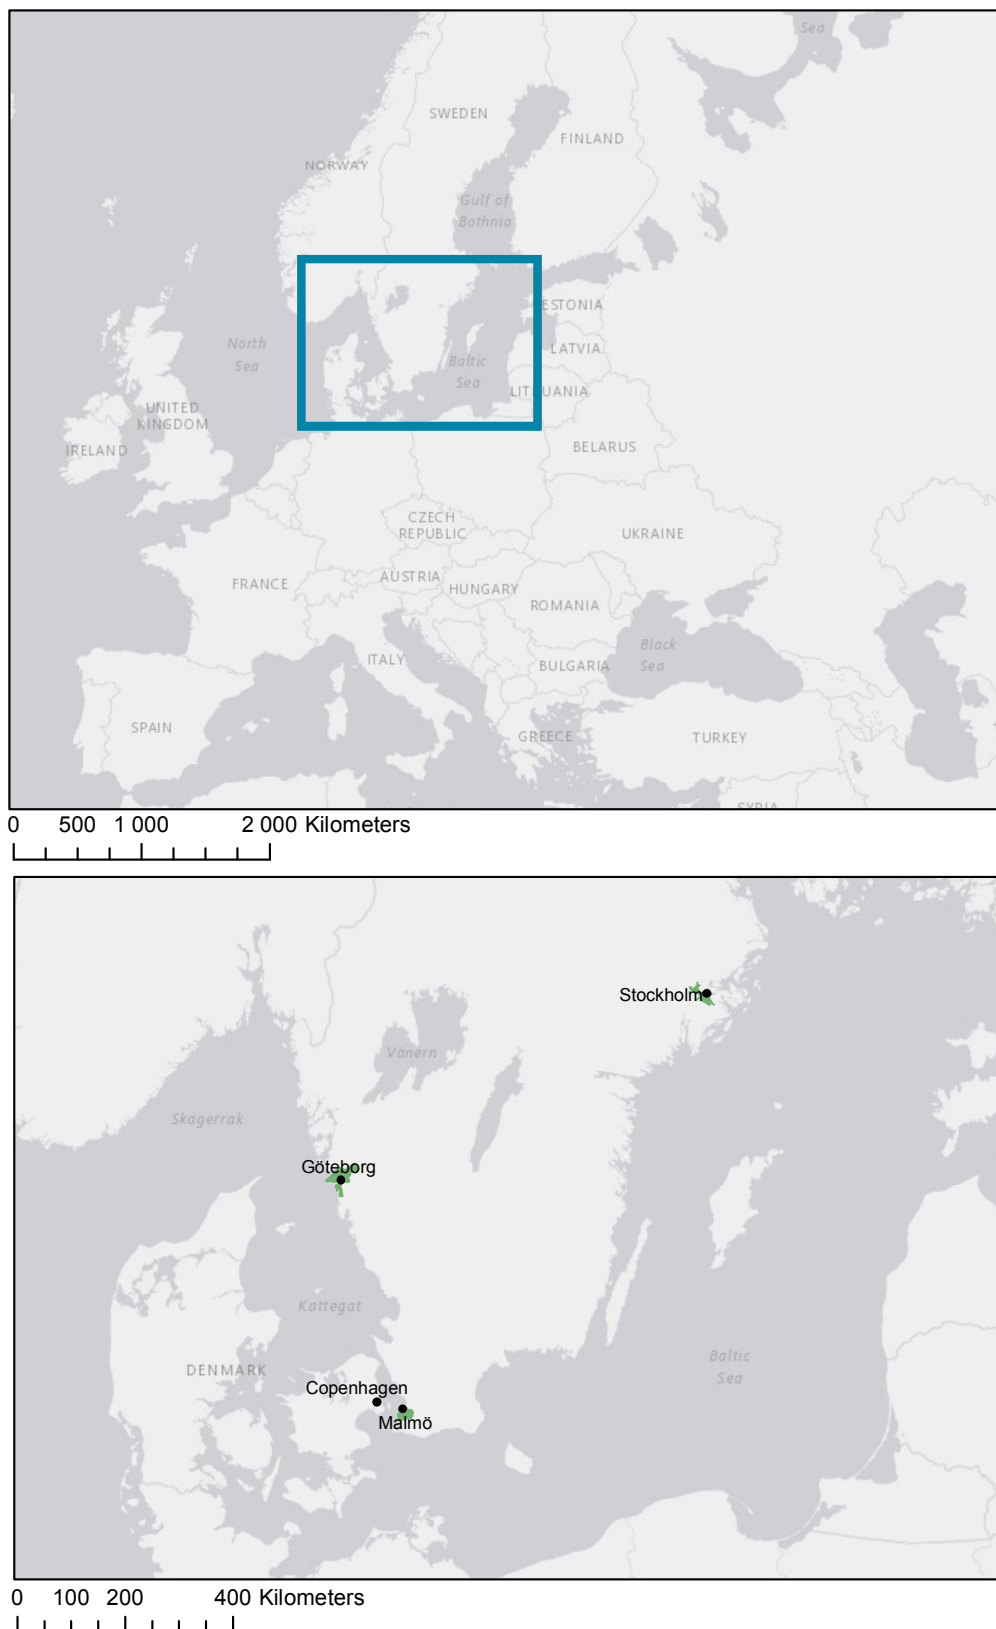 Sea
SWEDEN
FINLAND
NORWAY
Gulf of
Bothnia
ESTONIA
North
Sea
LATVIA
Baltic
Sea
LITHUANIA
UNITED
KINGDOM
IRELAND
BELARUS
CZECH
REPUBLIC
UKRAINE
FRANCE
AUSTRIA
HUNGARY
ROMANIA
Black
Sea
ITALY
BULGARIA
SPAIN
GREECE
TURKEY
SYRIA
0 500 1 000 2 000 Kilometers
Stockholm
Vänern
Skagerrak
Göteborg
Kattegat
DENMARK
Baltic
Sea
Copenhagen
Malmö
0 100 200 400 Kilometers